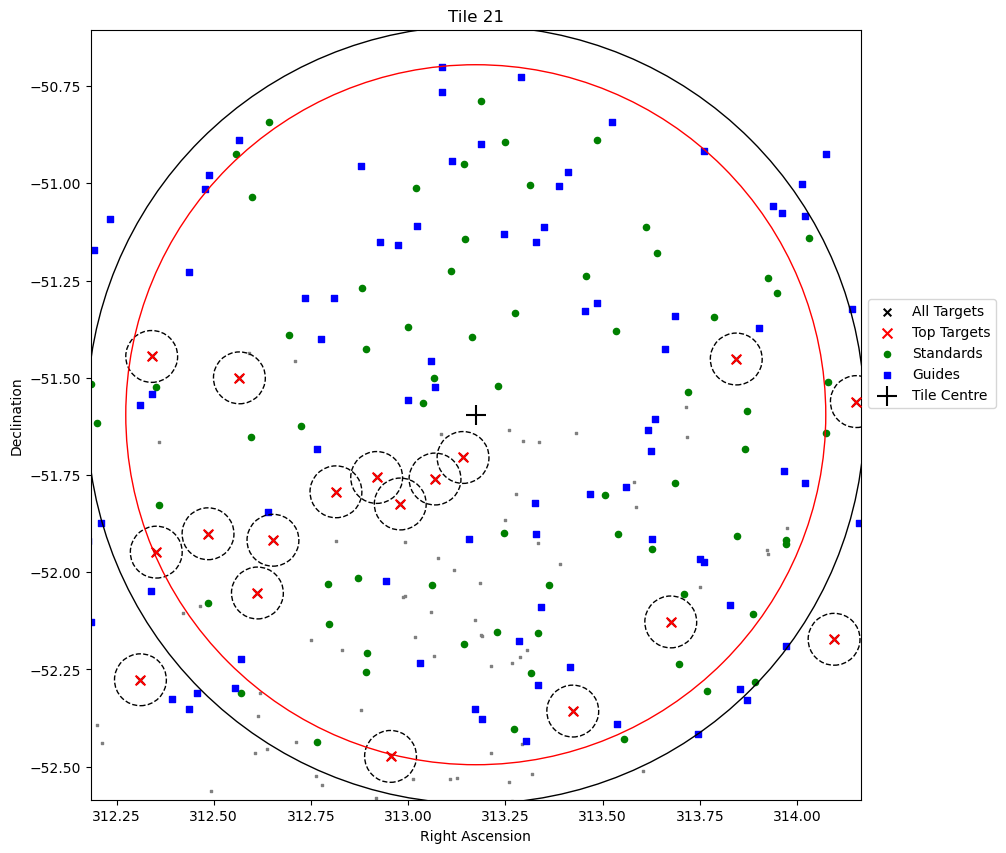 Tile 21
Declination
−50.75
−51.00
−51.25
−51.50
−51.75
−52.00
−52.25
−52.50
312.25 312.50 312.75 313.00 313.25 313.50 313.75 314.00
Right Ascension
All Targets
Top Targets
Standards
Guides
Tile Centre